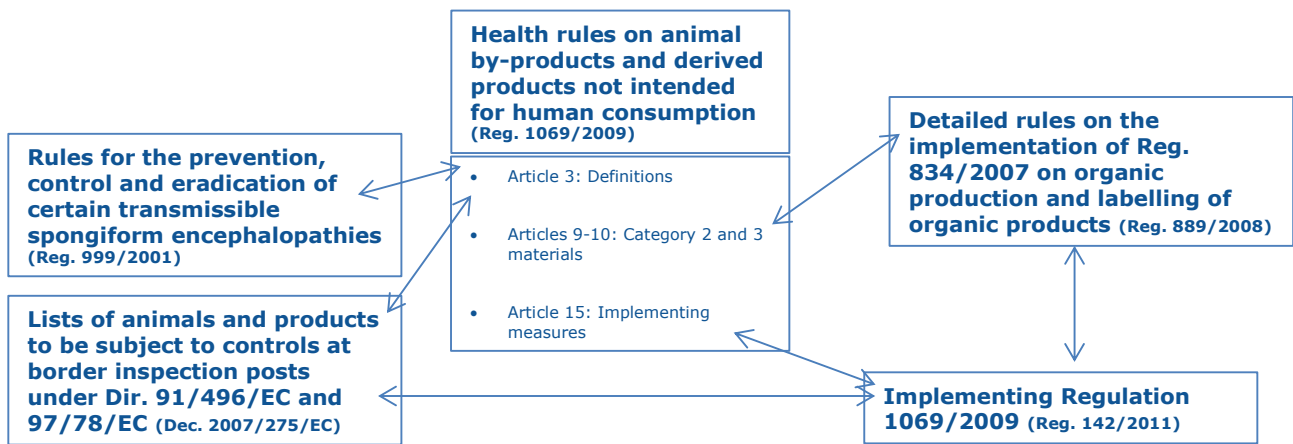 Health rules on animal
by-products and derived
products not intended
for human consumption
(Reg. 1069/2009)
Rules for the prevention,
control and eradication of
certain transmissible
spongiform encephalopathies
(Reg. 999/2001)
• Article 3: Definitions
• Articles 9-10: Category 2 and 3
materials
• Article 15: Implementing
measures
Detailed rules on the
implementation of Reg.
834/2007 on organic
production and labelling of
organic products (Reg. 889/2008)
Lists of animals and products
to be subject to controls at
border inspection posts
under Dir. 91/496/EC and
97/78/EC (Dec. 2007/275/EC)
Implementing Regulation
1069/2009 (Reg. 142/2011)